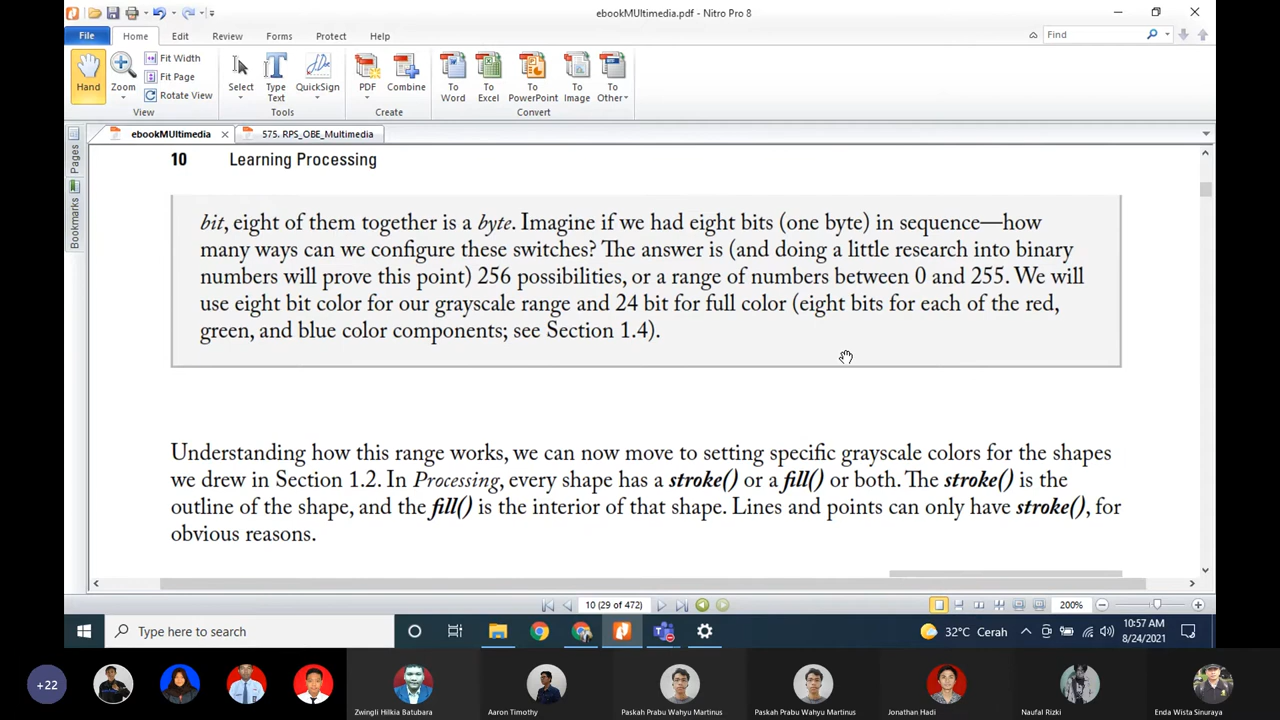 ebookMUltimedia.pdf - Nitro Pro 8
File Home Edit Review Forms Protect Help Find
Hand Zoom Fit Width Fit Page Rotate View Select Type Text QuickSign PDF Combine To Word To Excel To PowerPoint To Image To Other
View Tools Create Convert
ebookMUltimedia 575. RPS_OBE_Multimedia
Pages
Bookmarks
10 Learning Processing
bit, eight of them together is a byte. Imagine if we had eight bits (one byte) in sequence—how
many ways can we configure these switches? The answer is (and doing a little research into binary
numbers will prove this point) 256 possibilities, or a range of numbers between 0 and 255. We will
use eight bit color for our grayscale range and 24 bit for full color (eight bits for each of the red,
green, and blue color components; see Section 1.4).
Understanding how this range works, we can now move to setting specific grayscale colors for the shapes
we drew in Section 1.2. In Processing, every shape has a stroke() or a fill() or both. The stroke() is the
outline of the shape, and the fill() is the interior of that shape. Lines and points can only have stroke(), for
obvious reasons.
10 (29 of 472) 200%
Type here to search 32°C Cerah 10:57 AM
8/24/2021
+22
Zwingli Hilkia Batubara Aaron Timothy Paskah Prabu Wahyu Martinus Paskah Prabu Wahyu Martinus Jonathan Hadi Naufal Rizki Enda Wista Sinuraya